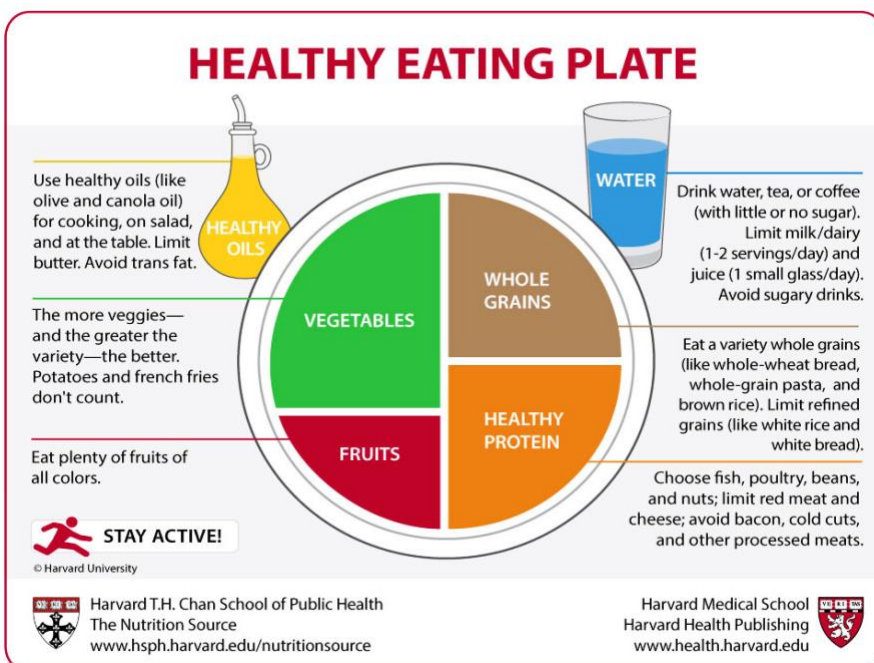 HEALTHY EATING PLATE
Use healthy oils (like
olive and canola oil)
for cooking, on salad,
and at the table. Limit
butter. Avoid trans fat.
HEALTHY
OILS
The more veggies—
and the greater the
variety—the better.
Potatoes and french fries
don't count.
Eat plenty of fruits of
all colors.
STAY ACTIVE!
© Harvard University
VEGETABLES
FRUITS
WHOLE
GRAINS
HEALTHY
PROTEIN
WATER
Drink water, tea, or coffee
(with little or no sugar).
Limit milk/dairy
(1-2 servings/day) and
juice (1 small glass/day).
Avoid sugary drinks.
Eat a variety whole grains
(like whole-wheat bread,
whole-grain pasta, and
brown rice). Limit refined
grains (like white rice and
white bread).
Choose fish, poultry, beans,
and nuts; limit red meat and
cheese; avoid bacon, cold cuts,
and other processed meats.
Harvard T.H. Chan School of Public Health
The Nutrition Source
www.hsph.harvard.edu/nutritionsource
Harvard Medical School
Harvard Health Publishing
www.health.harvard.edu